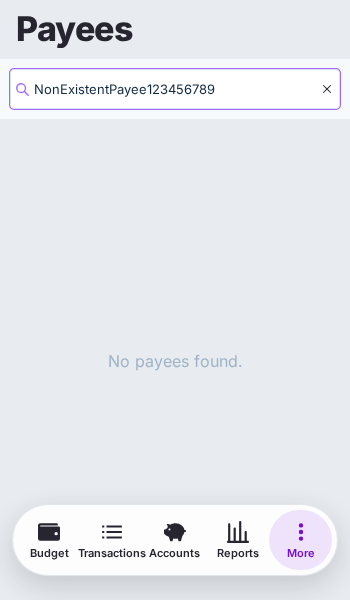 Payees
NonExistentPayee123456789
No payees found.
Budget Transactions Accounts Reports More